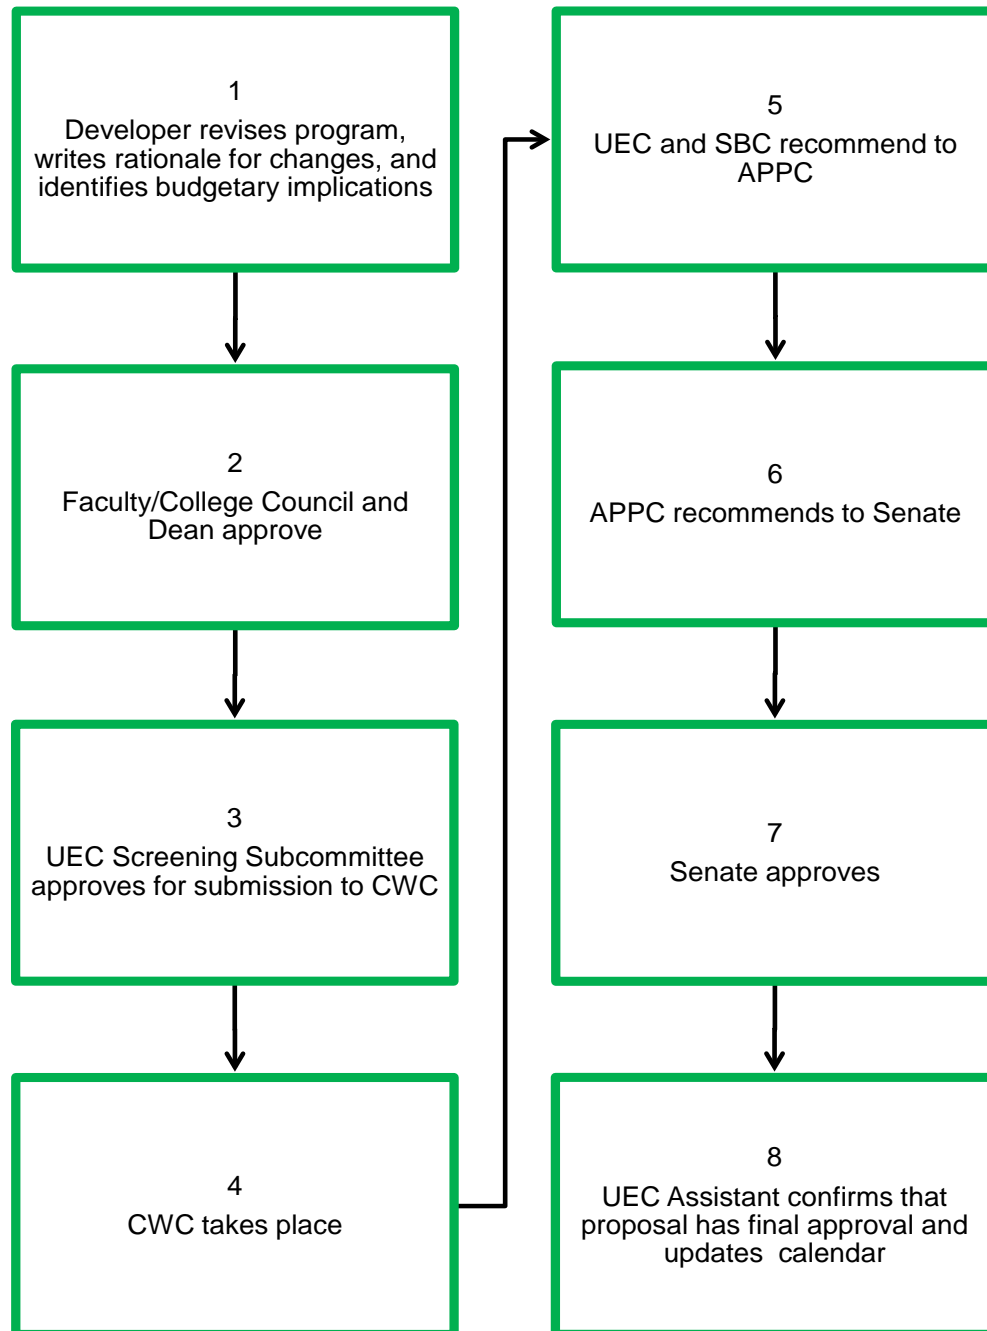 1
Developer revises program,
writes rationale for changes, and
identifies budgetary implications
2
Faculty/College Council and
Dean approve
3
UEC Screening Subcommittee
approves for submission to CWC
4
CWC takes place
5
UEC and SBC recommend to
APPC
6
APPC recommends to Senate
7
Senate approves
8
UEC Assistant confirms that
proposal has final approval and
updates  calendar